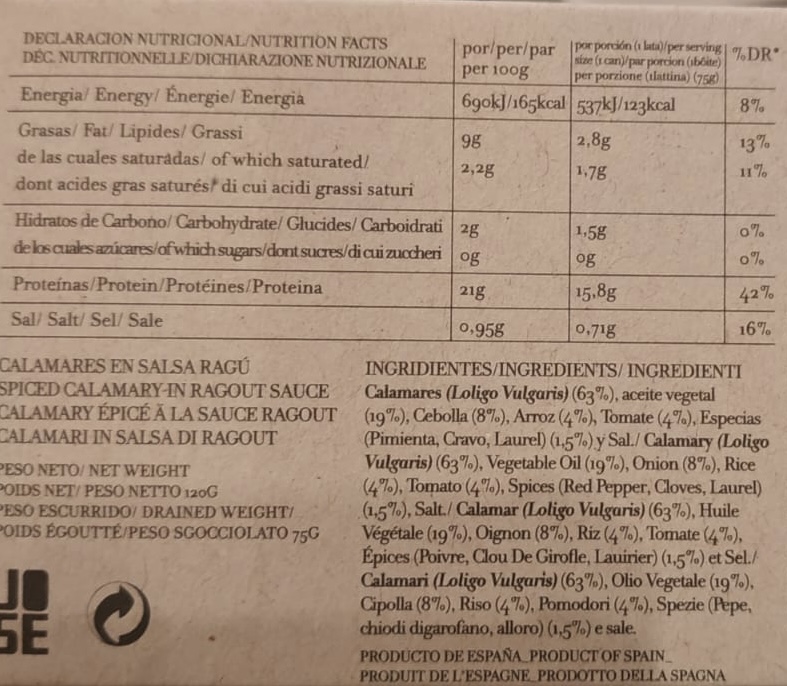 DECLARACION NUTRICIONAL/NUTRITION FACTS
DÉC. NUTRITIONNELLE/DICHIARAZIONE NUTRIZIONALE
por/per/par
per 100g
por porción (1 lata)/per serving
size (1 can)/par porcion (1bôite)
per porzione (1lattina) (75g)
%DR*
Energia/ Energy/ Énergie/ Energia 690kJ/165kcal 537kJ/123kcal 8%
Grasas/ Fat/ Lipides/ Grassi 9g 2,8g 13%
de las cuales saturadas/ of which saturated/ 2,2g 1,7g 11%
dont acides gras saturés/ di cui acidi grassi saturi
Hidratos de Carbono/ Carbohydrate/ Glucides/ Carboidrati 2g 1,5g 0%
de los cuales azúcares/of which sugars/dont sucres/di cui zuccheri 0g 0g 0%
Proteínas/Protein/Protéines/Proteina 21g 15,8g 42%
Sal/ Salt/ Sel/ Sale 0,95g 0,71g 16%
CALAMARES EN SALSA RAGÚ
SPICED CALAMARY-IN RAGOUT SAUCE
CALAMARY ÉPICÉ À LA SAUCE RAGOUT
CALAMARI IN SALSA DI RAGOUT
PESO NETO/ NET WEIGHT
POIDS NET/ PESO NETTO 120G
PESO ESCURRIDO/ DRAINED WEIGHT/
POIDS ÉGOUTTÉ/PESO SGOCCIOLATO 75G
JO
SE
INGRIDIENTES/INGREDIENTS/ INGREDIENTI
Calamares (Loligo Vulgaris) (63%), aceite vegetal
(19%), Cebolla (8%), Arroz (4%), Tomate (4%), Especias
(Pimienta, Cravo, Laurel) (1,5%) y Sal./ Calamary (Loligo
Vulgaris) (63%), Vegetable Oil (19%), Onion (8%), Rice
(4%), Tomato (4%), Spices (Red Pepper, Cloves, Laurel)
(1,5%), Salt./ Calamar (Loligo Vulgaris) (63%), Huile
Végétale (19%), Oignon (8%), Riz (4%), Tomate (4%),
Épices (Poivre, Clou De Girofle, Lauirier) (1,5%) et Sel./
Calamari (Loligo Vulgaris) (63%), Olio Vegetale (19%),
Cipolla (8%), Riso (4%), Pomodori (4%), Spezie (Pepe,
chiodi digarofano, alloro) (1,5%) e sale.
PRODUCTO DE ESPAÑA_PRODUCT OF SPAIN_
PRODUIT DE L'ESPAGNE_PRODOTTO DELLA SPAGNA